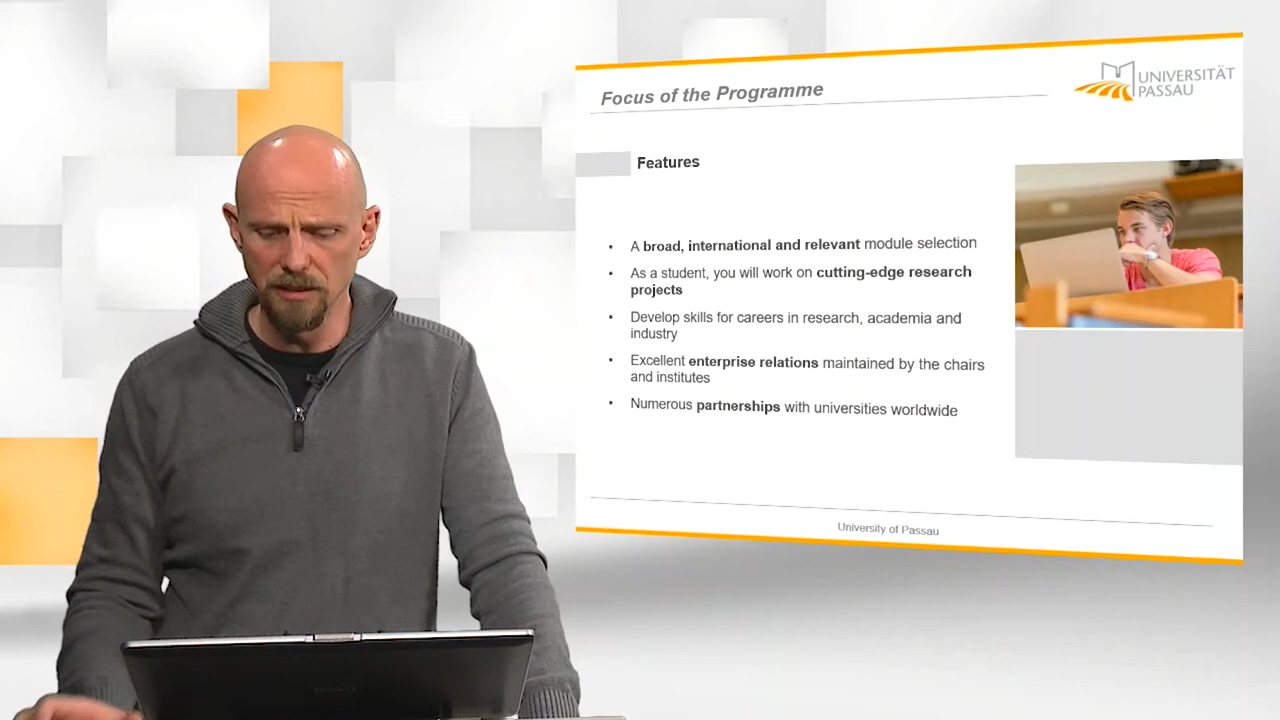 Focus of the Programme
UNIVERSITÄT
PASSAU
Features
• A broad, international and relevant module selection
• As a student, you will work on cutting-edge research
projects
• Develop skills for careers in research, academia and
industry
• Excellent enterprise relations maintained by the chairs
and institutes
• Numerous partnerships with universities worldwide
University of Passau